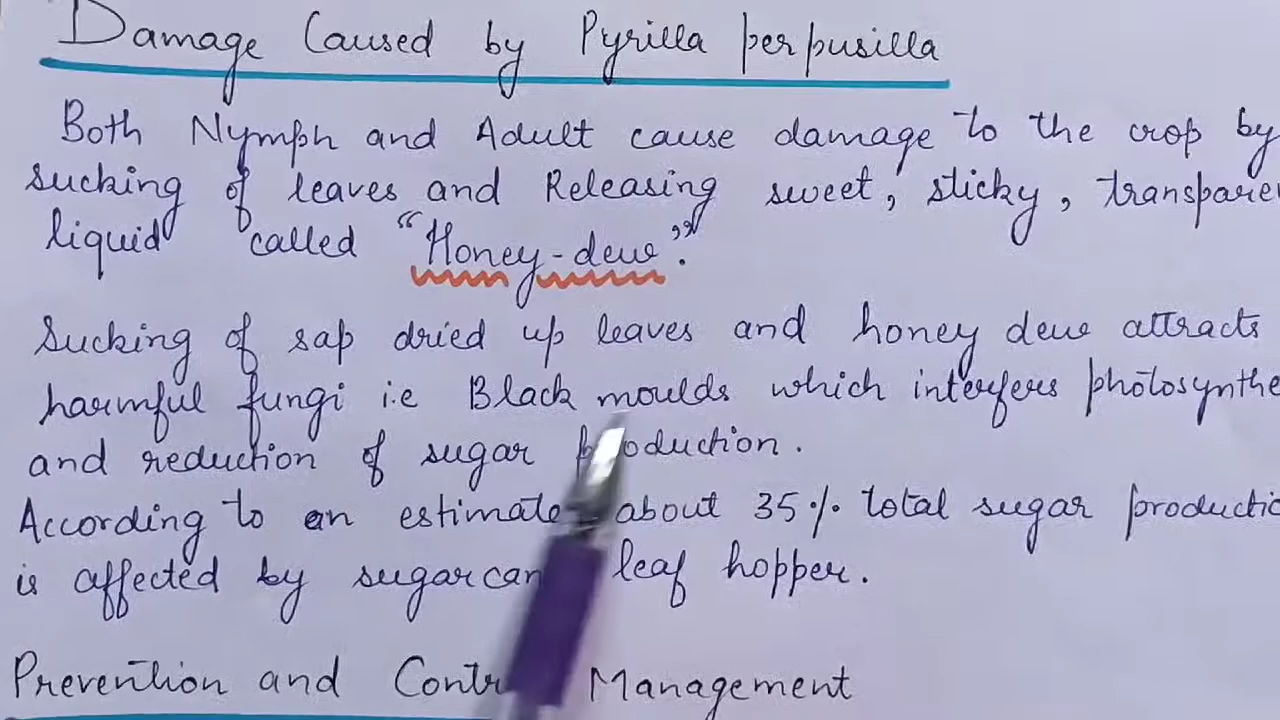 Damage Caused by Pyrilla perpusilla
Both Nymph and Adult cause damage to the crop by
sucking of leaves and Releasing sweet, sticky, transparen
liquid called "Honey-dew".
Sucking of sap dried up leaves and honey dew attracts
harmful fungi i.e Black moulds which interfers photosynthe
and reduction of sugar production.
According to an estimate about 35% total sugar productio
is affected by sugarcan leaf hopper.
Prevention and Contr Management